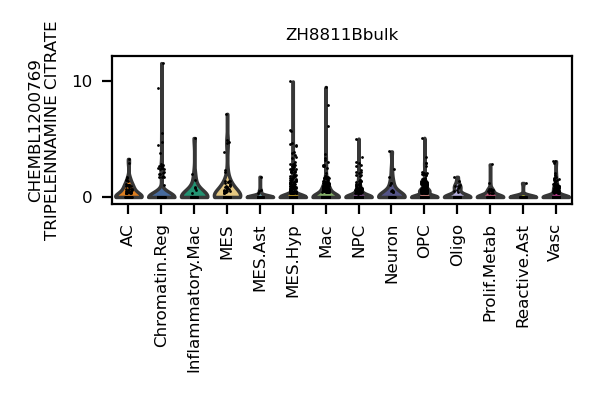 ZH8811Bbulk
CHEMBL1200769
TRIPELENNAMINE CITRATE
10
0
AC
Chromatin.Reg
Inflammatory.Mac
MES
MES.Ast
MES.Hyp
Mac
NPC
Neuron
OPC
Oligo
Prolif.Metab
Reactive.Ast
Vasc